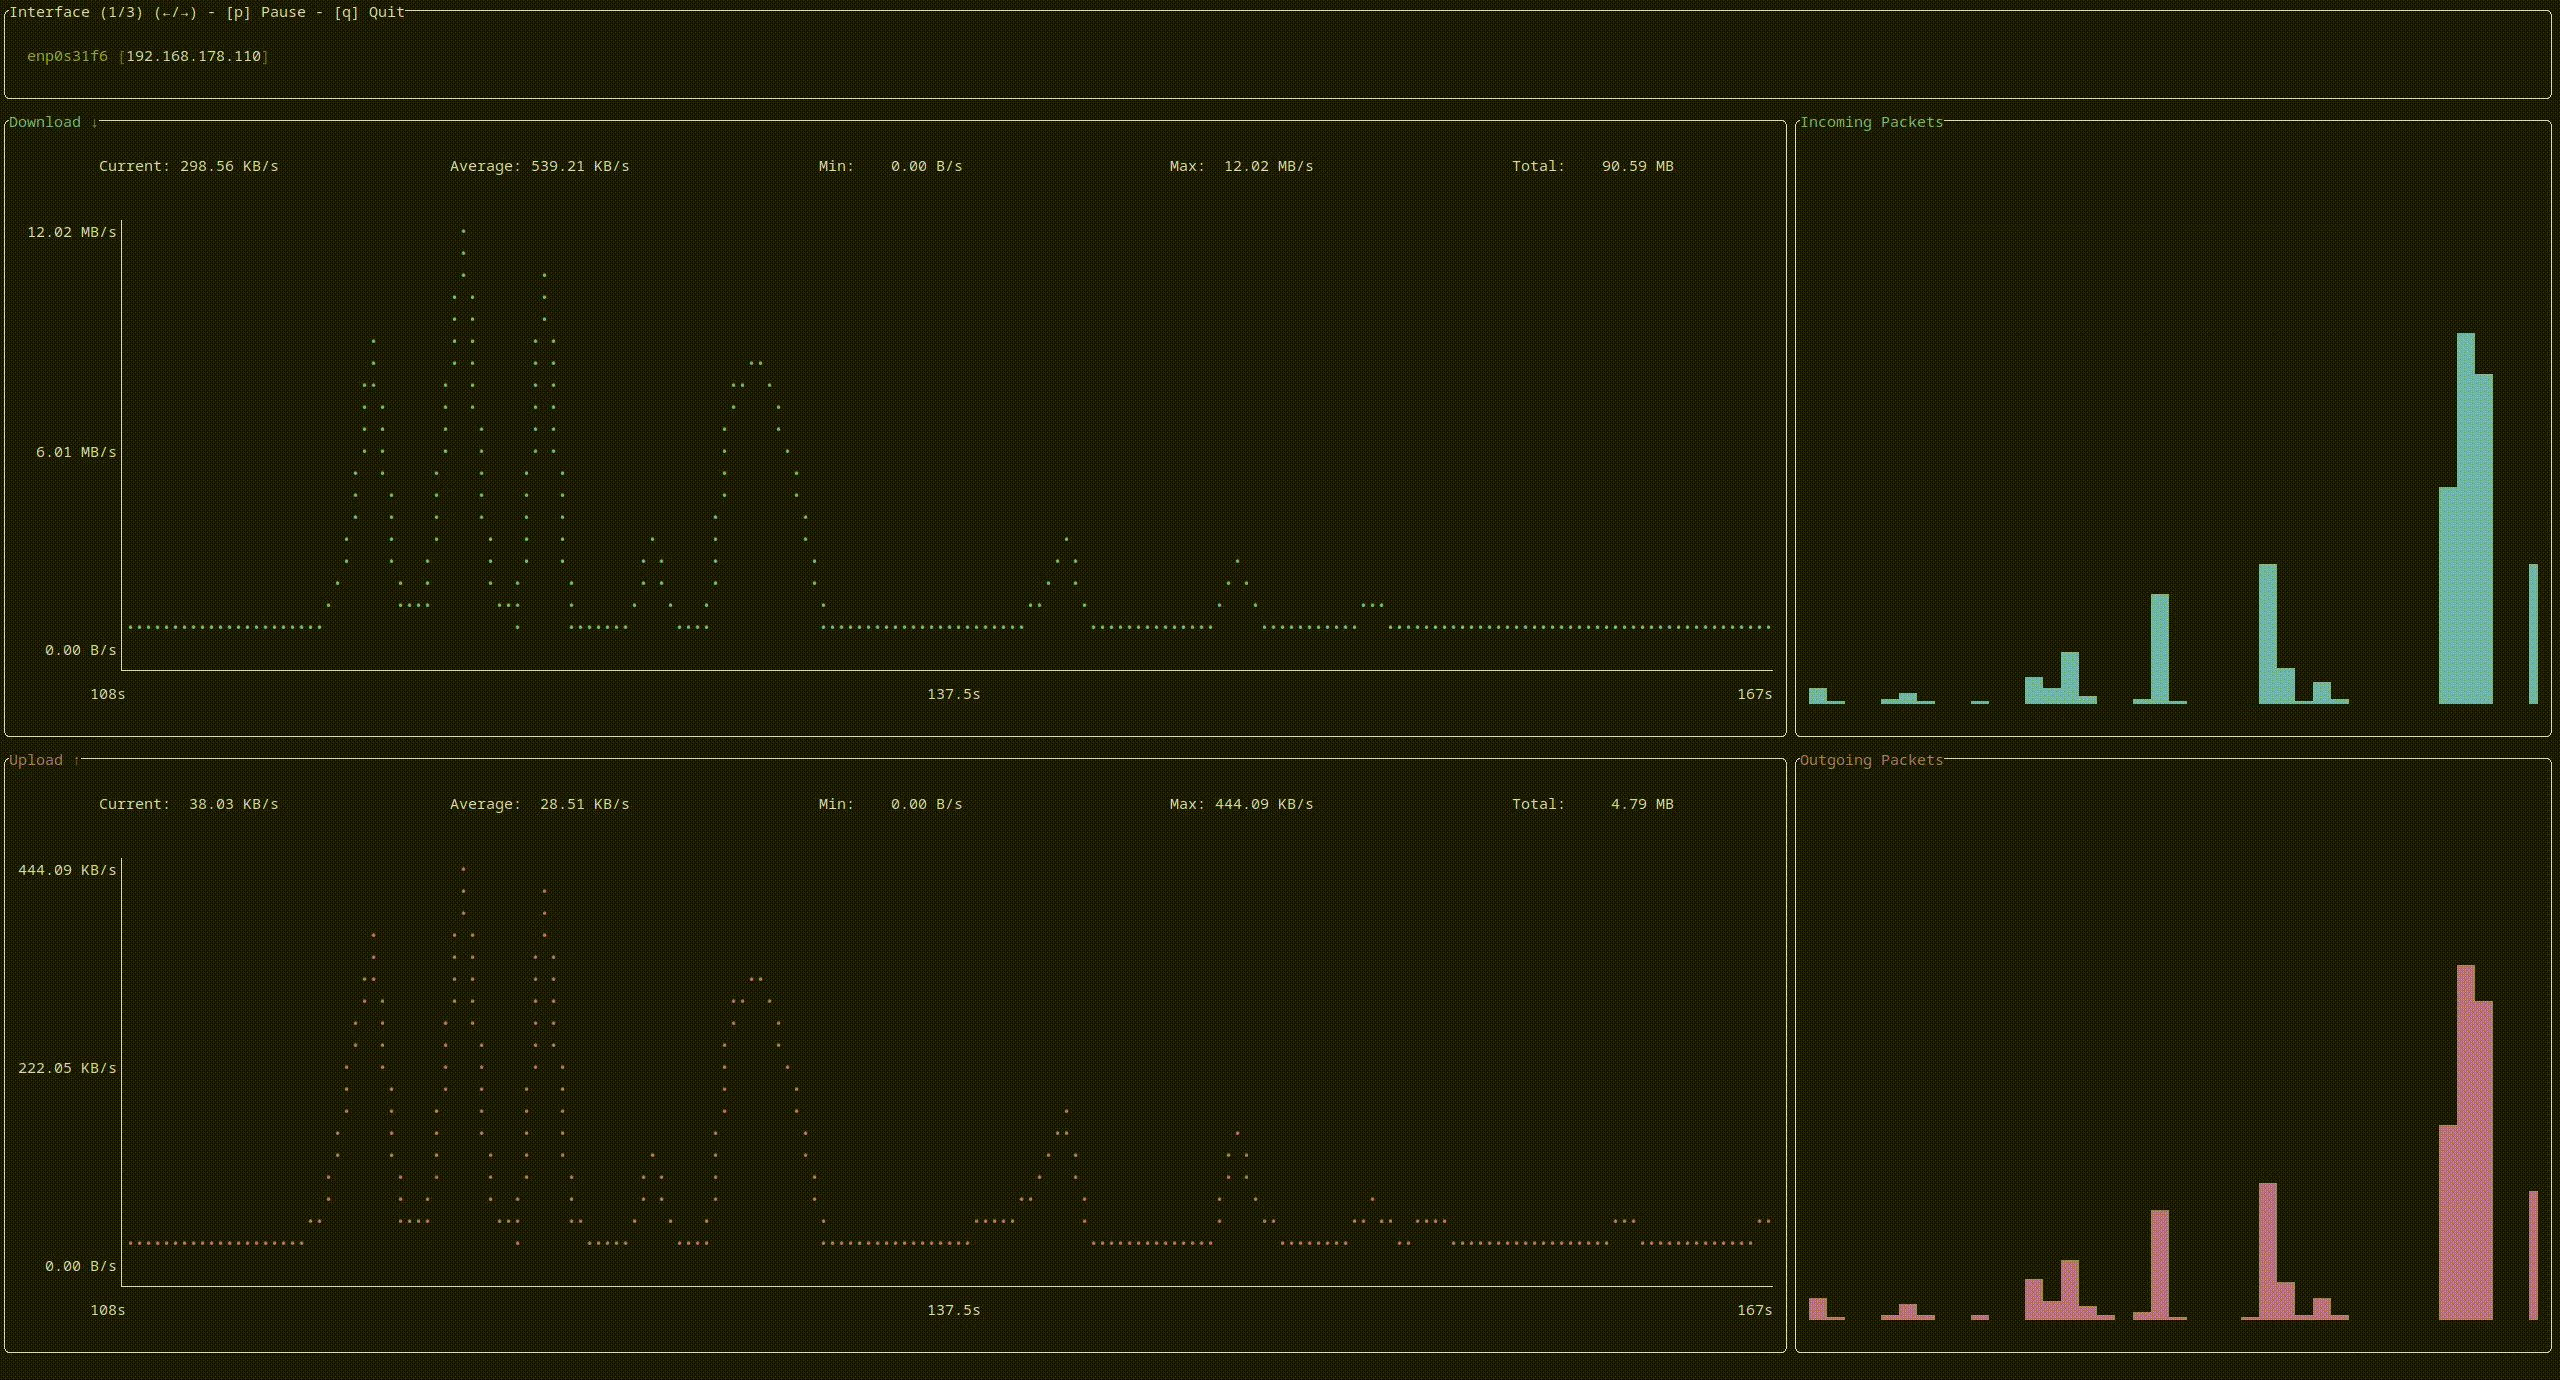 Interface (1/3) (←/→) - [p] Pause - [q] Quit
enp0s31f6 [192.168.178.110]
Download ↓
Current: 298.56 KB/s Average: 539.21 KB/s Min: 0.00 B/s Max: 12.02 MB/s Total: 90.59 MB
12.02 MB/s
6.01 MB/s
0.00 B/s
108s 137.5s 167s
Incoming Packets
Upload ↑
Current: 38.03 KB/s Average: 28.51 KB/s Min: 0.00 B/s Max: 444.09 KB/s Total: 4.79 MB
444.09 KB/s
222.05 KB/s
0.00 B/s
108s 137.5s 167s
Outgoing Packets